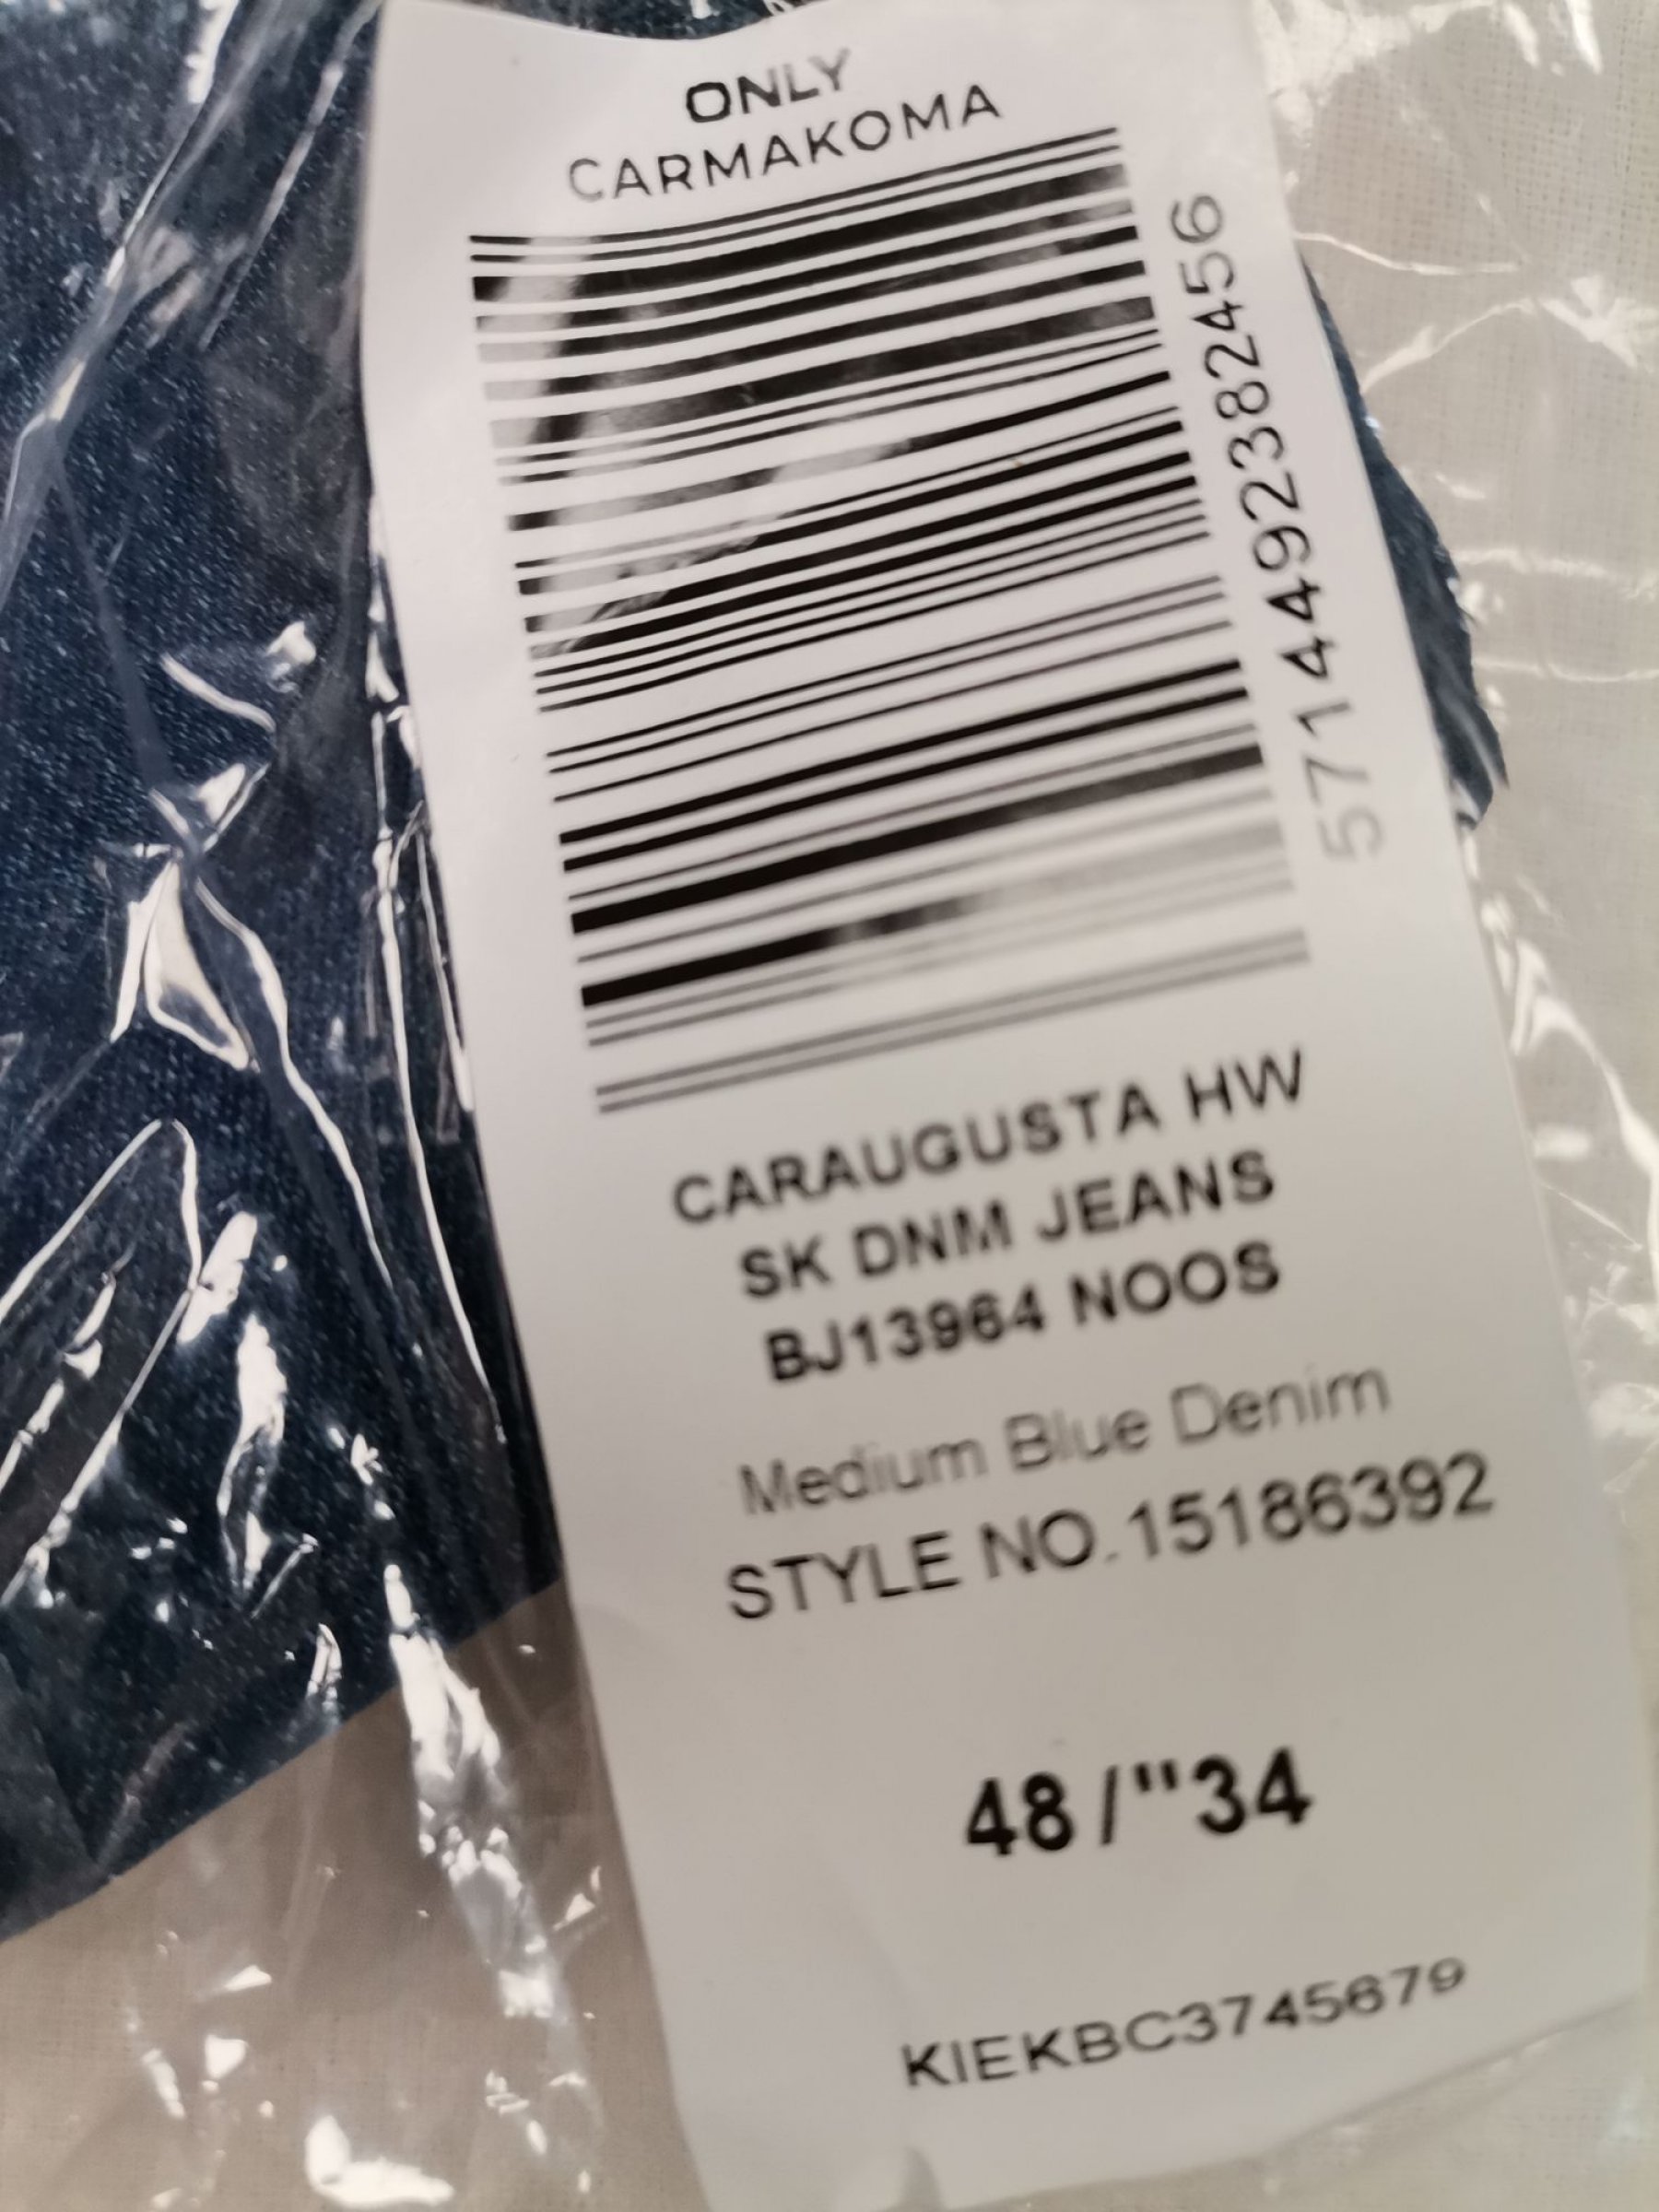 ONLY
CARMAKOMA
5714492382456
CARAUGUSTA HW
SK DNM JEANS
BJ13964 NOOS
Medium Blue Denim
STYLE NO.15186392
48/"34
KIEKBC3745679